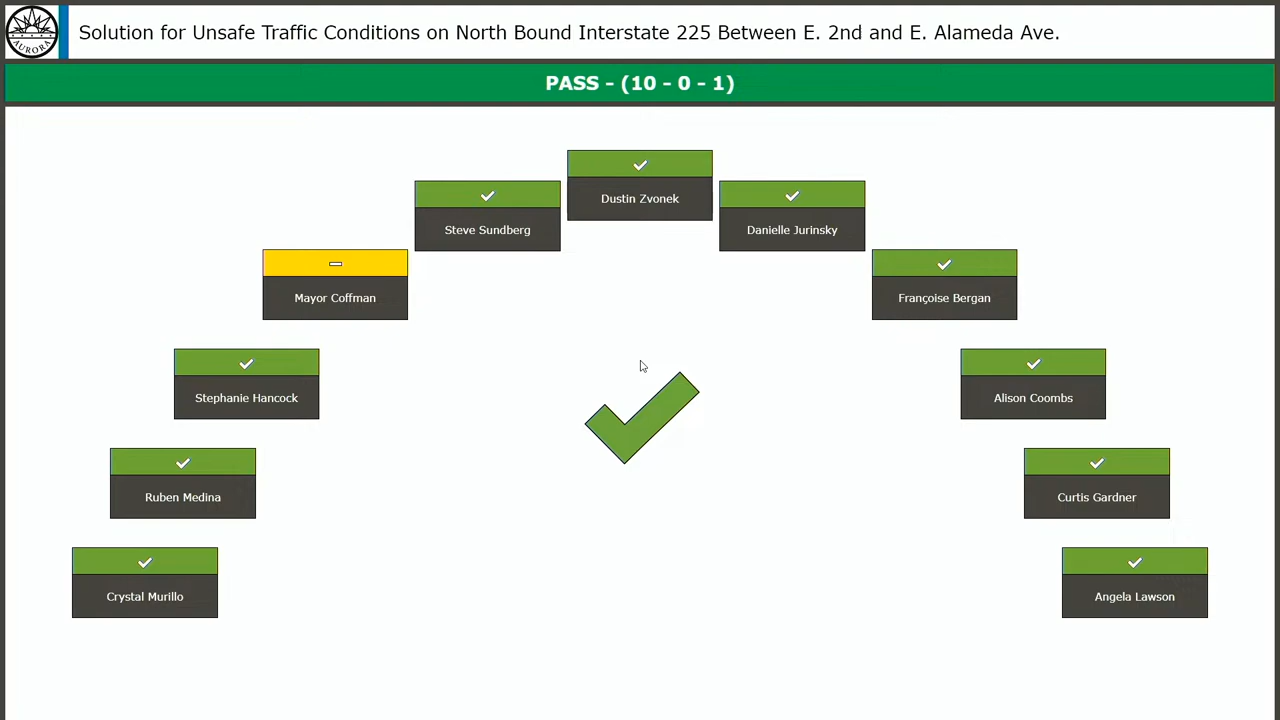 AURORA
Solution for Unsafe Traffic Conditions on North Bound Interstate 225 Between E. 2nd and E. Alameda Ave.
PASS - (10 - 0 - 1)
Dustin Zvonek
Steve Sundberg
Danielle Jurinsky
Mayor Coffman
Françoise Bergan
Stephanie Hancock
Alison Coombs
Ruben Medina
Curtis Gardner
Crystal Murillo
Angela Lawson